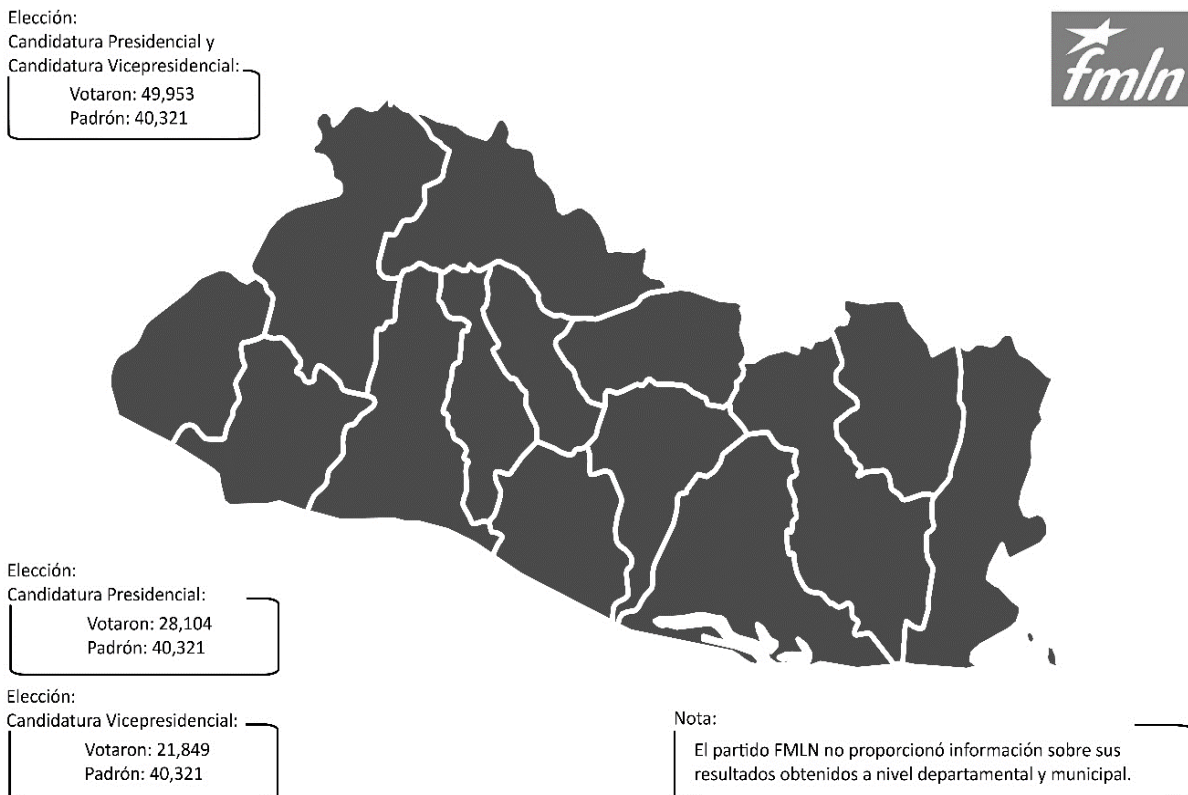 Elección:
Candidatura Presidencial y
Candidatura Vicepresidencial:
Votaron: 49,953
Padrón: 40,321
fmln
Elección:
Candidatura Presidencial:
Votaron: 28,104
Padrón: 40,321
Elección:
Candidatura Vicepresidencial:
Votaron: 21,849
Padrón: 40,321
Nota:
El partido FMLN no proporcionó información sobre sus
resultados obtenidos a nivel departamental y municipal.